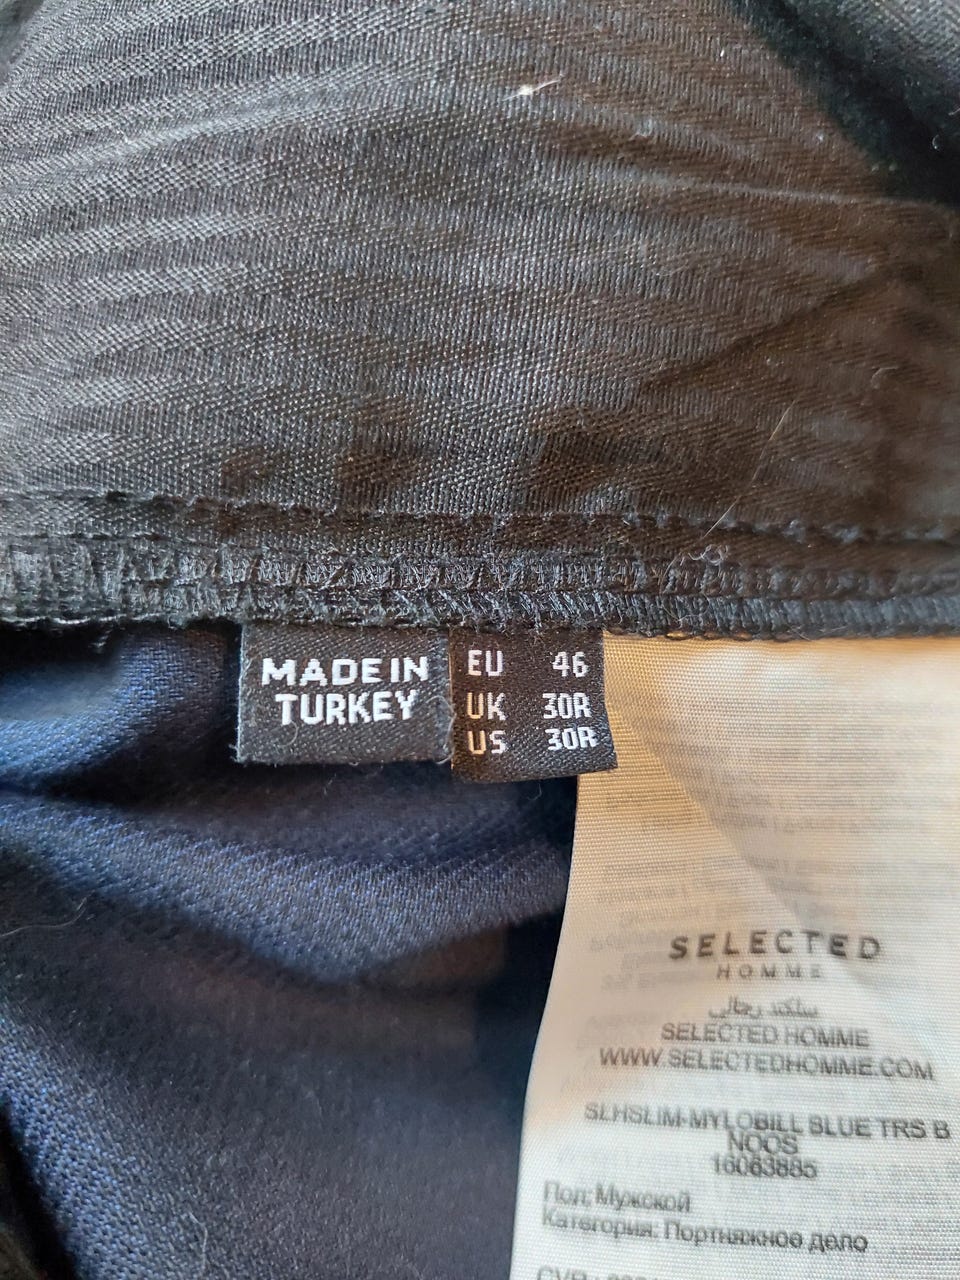 MADE IN
TURKEY
EU 46
UK 30R
US 30R
SELECTED
HOMME
سلكتد رجالي
SELECTED HOMME
WWW.SELECTEDHOMME.COM
SLHSLIM-MYLOBILL BLUE TRS B
NOOS
16063885
Пол: Мужской
Категория: Портняжное дело